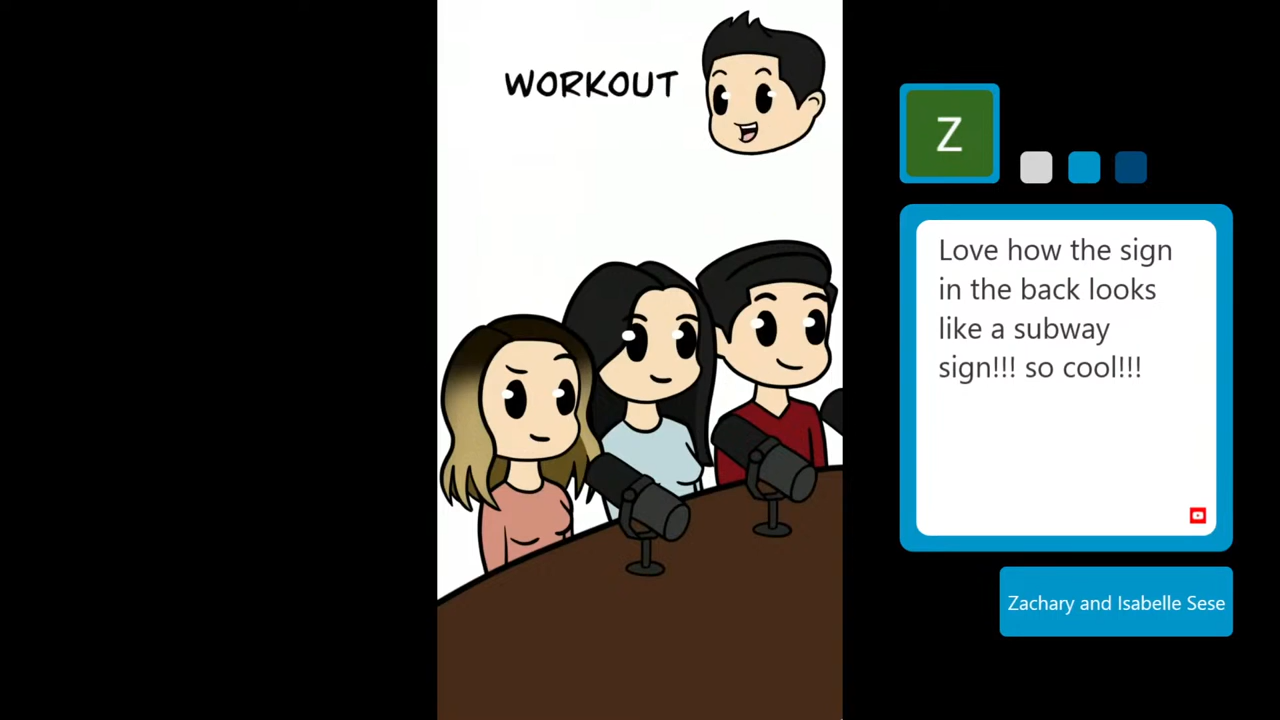 WORKOUT
Z
Love how the sign
in the back looks
like a subway
sign!!! so cool!!!
Zachary and Isabelle Sese